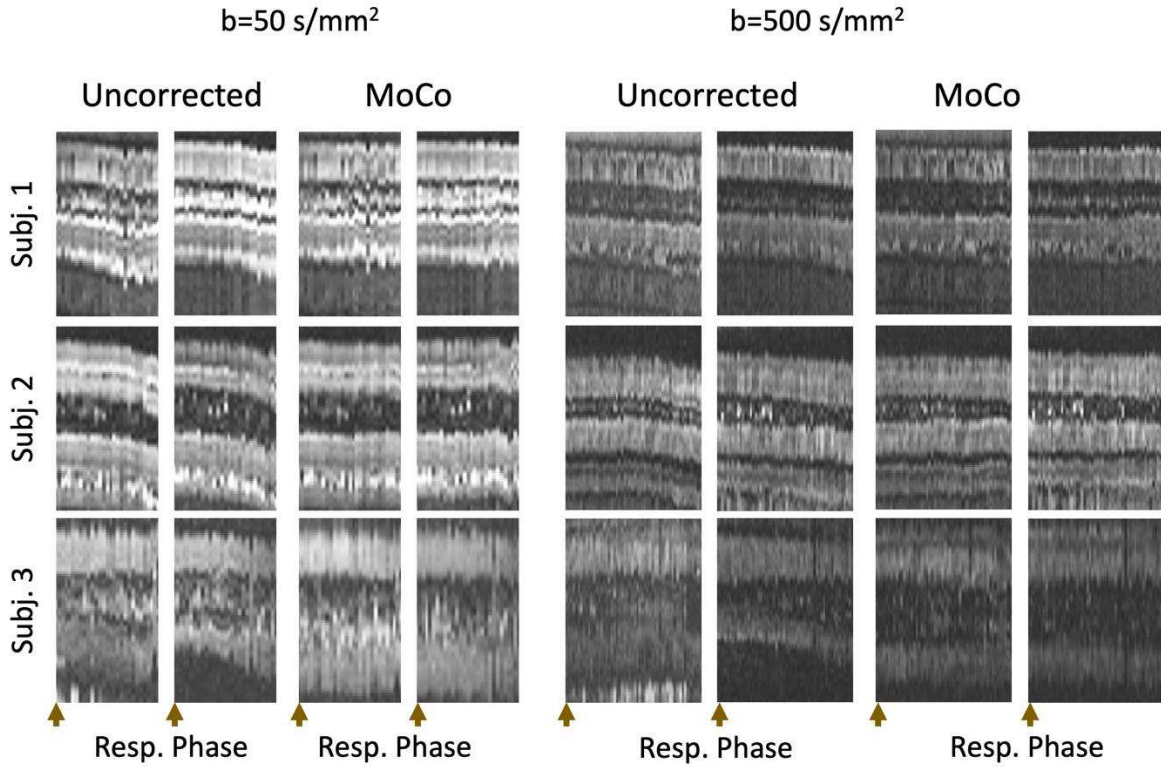 b=50 s/mm²
b=500 s/mm²
Uncorrected
MoCo
Uncorrected
MoCo
Subj. 1
Subj. 2
Subj. 3
Resp. Phase
Resp. Phase
Resp. Phase
Resp. Phase